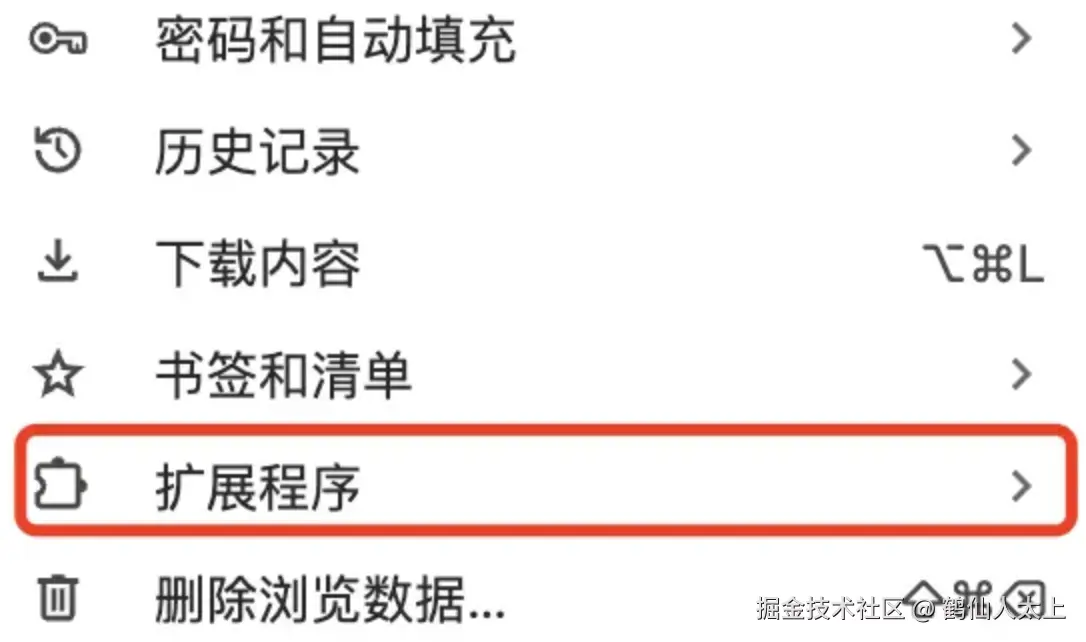 密码和自动填充
历史记录
下载内容 ⌥⌘L
书签和清单
扩展程序
删除浏览数据... ⇧⌘⌫
掘金技术社区 @ 鹤仙人太上